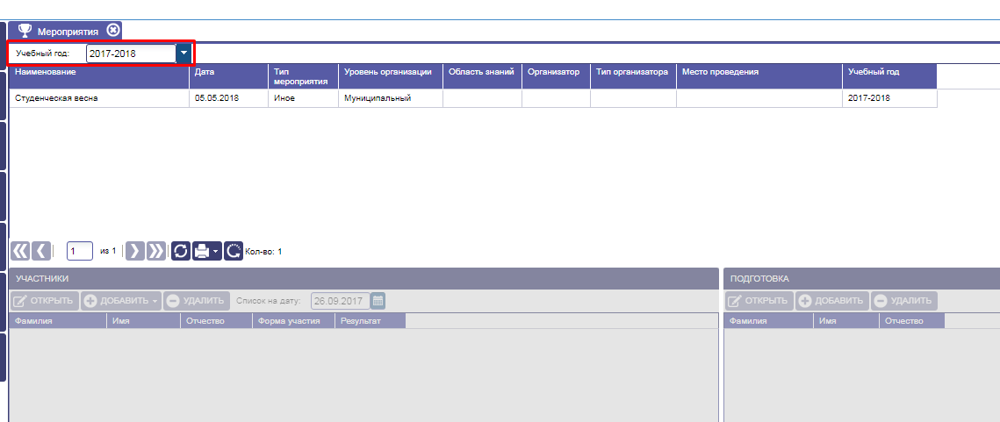 Мероприятия
Учебный год: 2017-2018
Наименование Дата Тип мероприятия Уровень организации Область знаний Организатор Тип организатора Место проведения Учебный год
Студенческая весна 05.05.2018 Иное Муниципальный 2017-2018
1 из 1 Кол-во: 1
УЧАСТНИКИ ПОДГОТОВКА
ОТКРЫТЬ ДОБАВИТЬ УДАЛИТЬ Список на дату: 26.09.2017 ОТКРЫТЬ ДОБАВИТЬ УДАЛИТЬ
Фамилия Имя Отчество Форма участия Результат Фамилия Имя Отчество